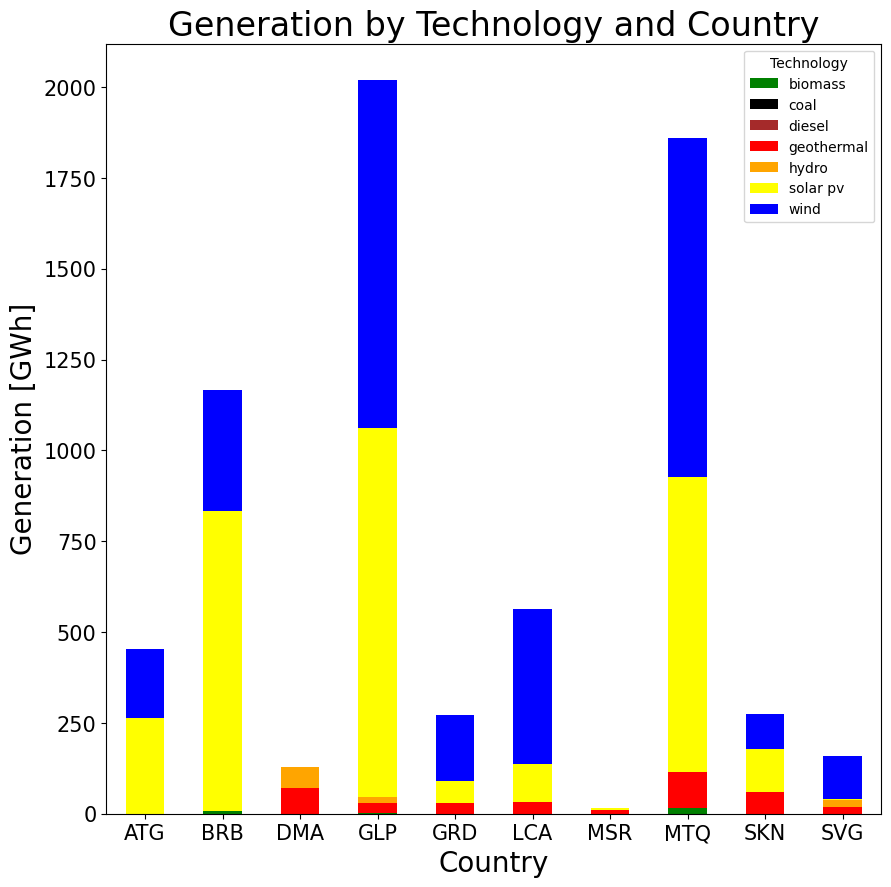 Generation by Technology and Country
Technology
biomass
coal
diesel
geothermal
hydro
solar pv
wind
Generation [GWh]
2000
1750
1500
1250
1000
750
500
250
0
ATG BRB DMA GLP GRD LCA MSR MTQ SKN SVG
Country